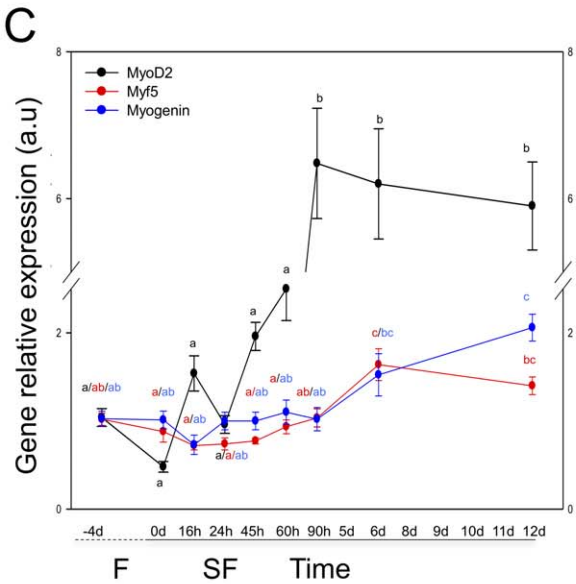 C
Gene relative expression (a.u)
8
8
MyoD2
Myf5
Myogenin
b
b
b
6
6
a
a
a
c
c/bc
2
2
bc
a/ab/ab
a/ab
a/ab
a/ab
a/ab
ab/ab
a/a/ab
a
0
0
-4d 0d 16h 24h 45h 60h 90h 5d 6d 8d 9d 10d 11d 12d
F SF Time